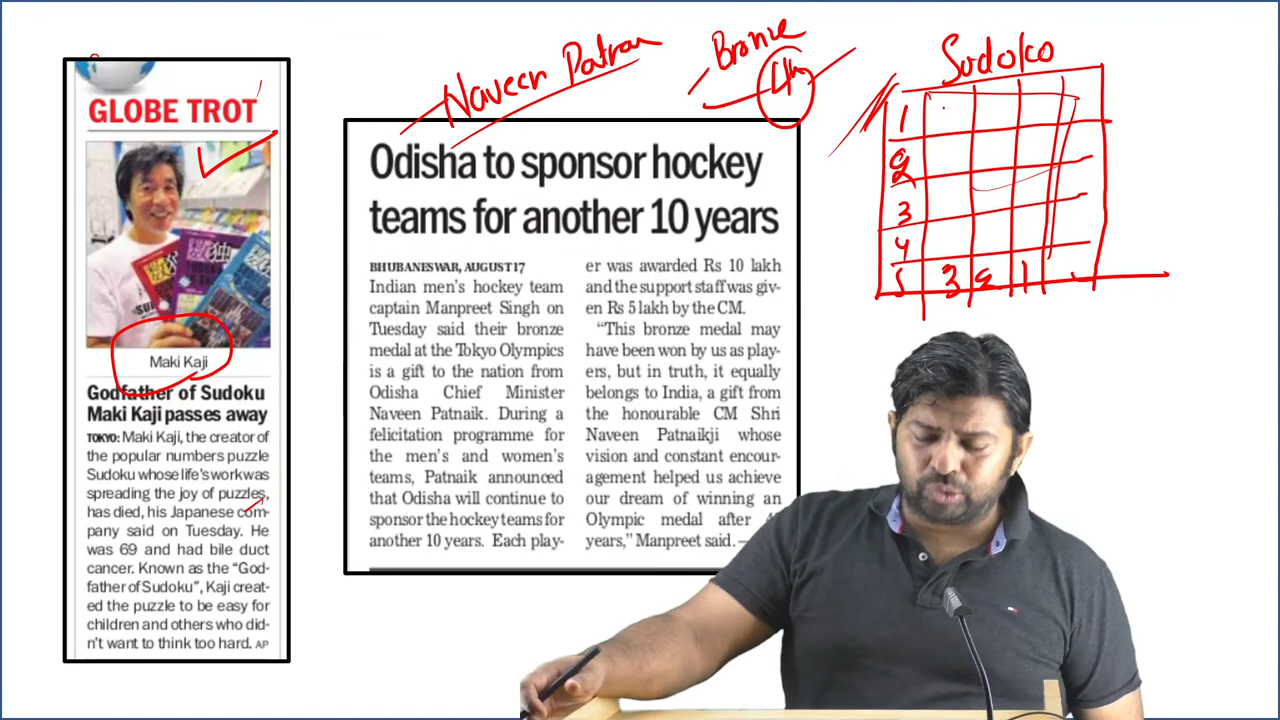 GLOBE TROT
Maki Kaji
Godfather of Sudoku
Maki Kaji passes away
TOKYO: Maki Kaji, the creator of
the popular numbers puzzle
Sudoku whose life's work was
spreading the joy of puzzles,
has died, his Japanese com-
pany said on Tuesday. He
was 69 and had bile duct
cancer. Known as the "God-
father of Sudoku", Kaji creat-
ed the puzzle to be easy for
children and others who did-
n't want to think too hard. AP
Naveen Patnaa
Bronze
4th
Odisha to sponsor hockey
teams for another 10 years
BHUBANESWAR, AUGUST 17
Indian men's hockey team
captain Manpreet Singh on
Tuesday said their bronze
medal at the Tokyo Olympics
is a gift to the nation from
Odisha Chief Minister
Naveen Patnaik. During a
felicitation programme for
the men's and women's
teams, Patnaik announced
that Odisha will continue to
sponsor the hockey teams for
another 10 years. Each play-
er was awarded Rs 10 lakh
and the support staff was giv-
en Rs 5 lakh by the CM.
"This bronze medal may
have been won by us as play-
ers, but in truth, it equally
belongs to India, a gift from
the honourable CM Shri
Naveen Patnaikji whose
vision and constant encour-
agement helped us achieve
our dream of winning an
Olympic medal after
years," Manpreet said.
Sudoko
1
2
3
4
5 3 2 1